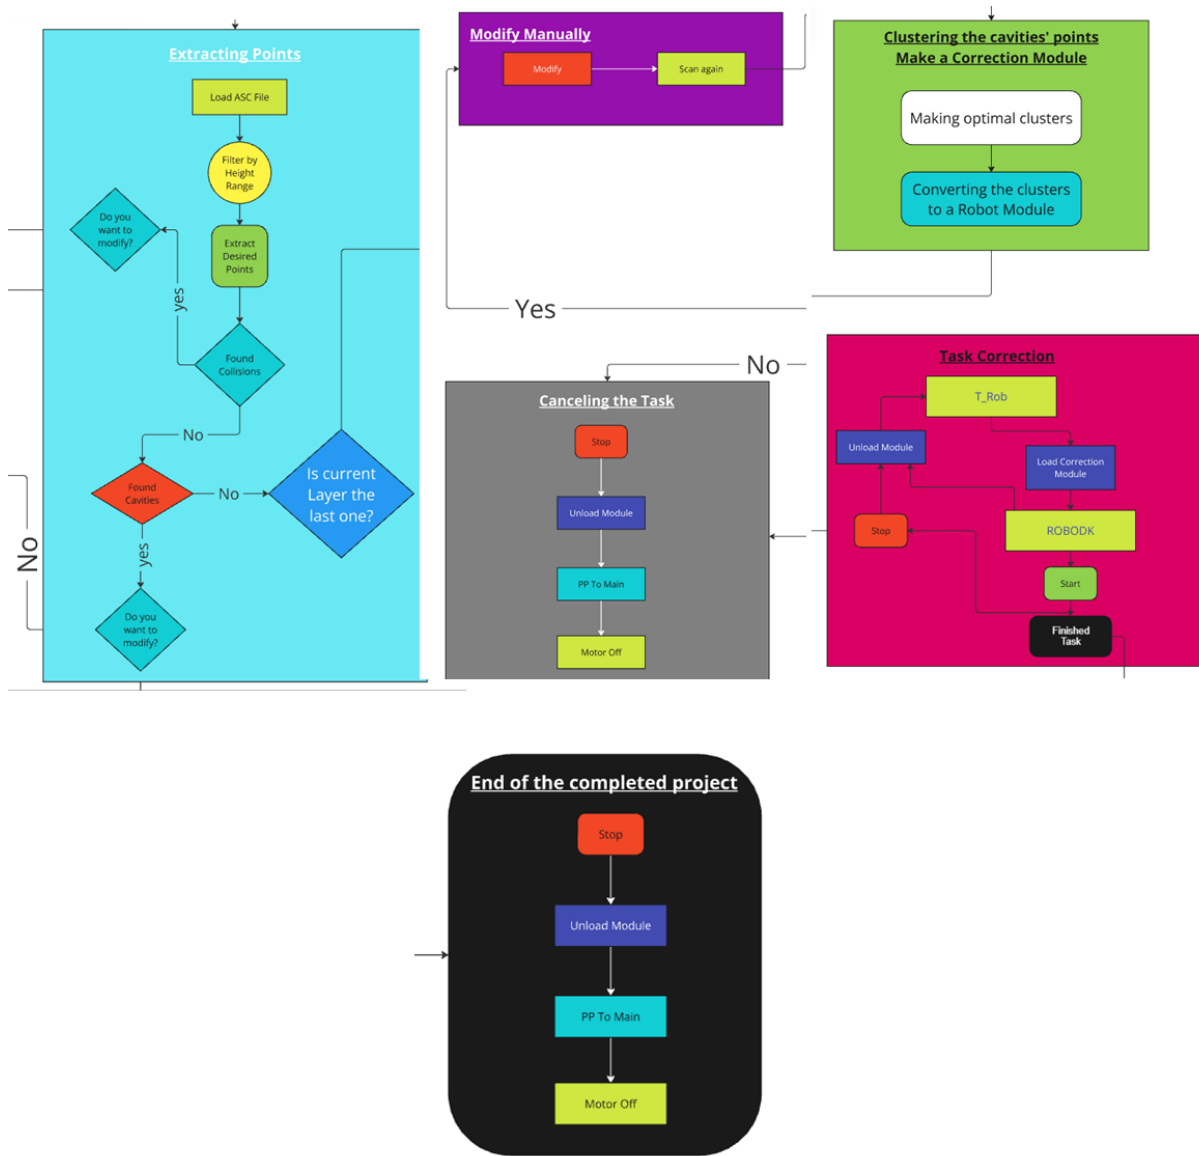 Extracting Points
Load ASC File
Filter by
Height
Range
Do you
want to
modify?
Extract
Desired
Points
yes
Found
Collisions
No
Found
Cavities
No
Is current
Layer the
last one?
No
yes
Do you
want to
modify?
Modify Manually
Modify
Scan again
Yes
Clustering the cavities' points
Make a Correction Module
Making optimal clusters
Converting the clusters
to a Robot Module
No
Canceling the Task
Stop
Unload Module
PP To Main
Motor Off
Task Correction
T_Rob
Unload Module
Load Correction
Module
Stop
ROBODK
Start
Finished
Task
End of the completed project
Stop
Unload Module
PP To Main
Motor Off